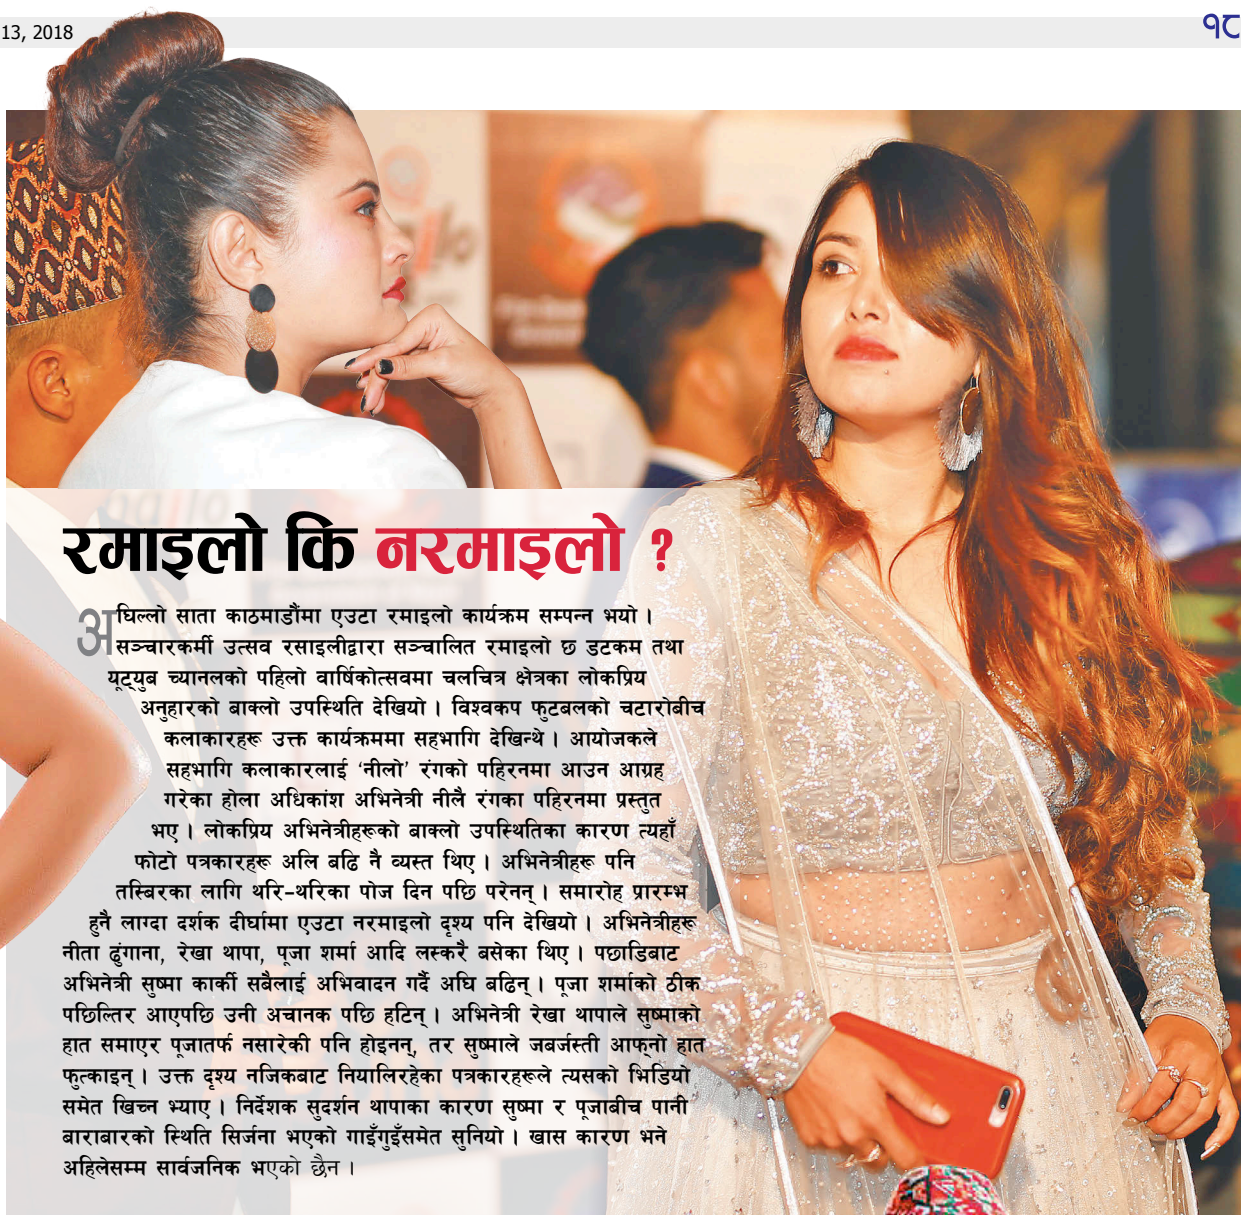 13, 2018
१८
रमाइलो कि नरमाइलो ?
अघिल्लो साता काठमाडौंमा एउटा रमाइलो कार्यक्रम सम्पन्न भयो ।
सञ्चारकर्मी उत्सव रसाइलीद्वारा सञ्चालित रमाइलो छ डटकम तथा
यूट्युब च्यानलको पहिलो वार्षिकोत्सवमा चलचित्र क्षेत्रका लोकप्रिय
अनुहारको बाक्लो उपस्थिति देखियो । विश्वकप फुटबलको चटारोबीच
कलाकारहरू उक्त कार्यक्रममा सहभागि देखिन्थे । आयोजकले
सहभागि कलाकारलाई ‘नीलो’ रंगको पहिरनमा आउन आग्रह
गरेका होला अधिकांश अभिनेत्री नीलै रंगका पहिरनमा प्रस्तुत
भए । लोकप्रिय अभिनेत्रीहरूको बाक्लो उपस्थितिका कारण त्यहाँ
फोटो पत्रकारहरू अलि बढि नै व्यस्त थिए । अभिनेत्रीहरू पनि
तस्बिरका लागि थरि–थरिका पोज दिन पछि परेनन् । समारोह प्रारम्भ
हुनै लाग्दा दर्शक दीर्घामा एउटा नरमाइलो दृश्य पनि देखियो । अभिनेत्रीहरू
नीता ढुंगाना, रेखा थापा, पूजा शर्मा आदि लस्करै बसेका थिए । पछाडिबाट
अभिनेत्री सुष्मा कार्की सबैलाई अभिवादन गर्दै अघि बढिन् । पूजा शर्माको ठीक
पछिल्तिर आएपछि उनी अचानक पछि हटिन् । अभिनेत्री रेखा थापाले सुष्माको
हात समाएर पूजातर्फ नसारेकी पनि होइनन्, तर सुष्माले जबर्जस्ती आफ्नो हात
फुत्काइन् । उक्त दृश्य नजिकबाट नियालिरहेका पत्रकारहरूले त्यसको भिडियो
समेत खिच्न भ्याए । निर्देशक सुदर्शन थापाका कारण सुष्मा र पूजाबीच पानी
बाराबारको स्थिति सिर्जना भएको गाइँगुइँसमेत सुनियो । खास कारण भने
अहिलेसम्म सार्वजनिक भएको छैन ।